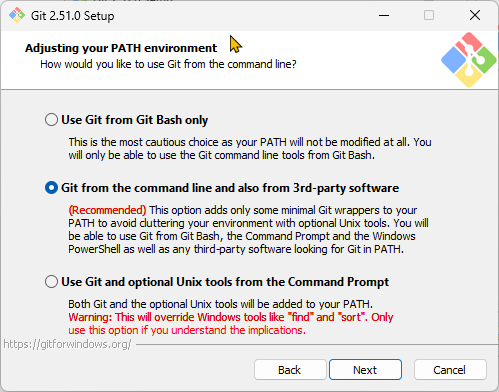 Git 2.51.0 Setup
Adjusting your PATH environment
How would you like to use Git from the command line?
Use Git from Git Bash only
This is the most cautious choice as your PATH will not be modified at all. You
will only be able to use the Git command line tools from Git Bash.
Git from the command line and also from 3rd-party software
(Recommended) This option adds only some minimal Git wrappers to your
PATH to avoid cluttering your environment with optional Unix tools. You will
be able to use Git from Git Bash, the Command Prompt and the Windows
PowerShell as well as any third-party software looking for Git in PATH.
Use Git and optional Unix tools from the Command Prompt
Both Git and the optional Unix tools will be added to your PATH.
Warning: This will override Windows tools like "find" and "sort". Only
use this option if you understand the implications.
https://gitforwindows.org/
Back
Next
Cancel